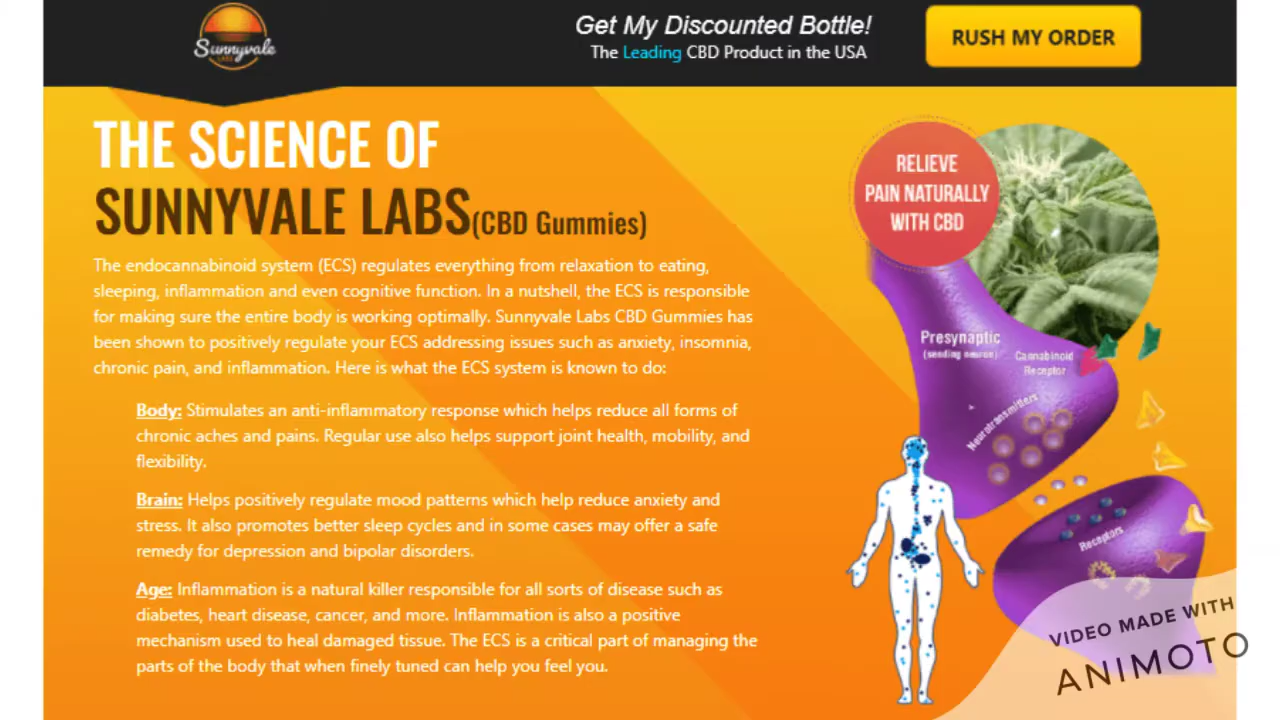 Sunnyvale
LABS
Get My Discounted Bottle!
The Leading CBD Product in the USA
RUSH MY ORDER
THE SCIENCE OF
SUNNYVALE LABS(CBD Gummies)
The endocannabinoid system (ECS) regulates everything from relaxation to eating,
sleeping, inflammation and even cognitive function. In a nutshell, the ECS is responsible
for making sure the entire body is working optimally. Sunnyvale Labs CBD Gummies has
been shown to positively regulate your ECS addressing issues such as anxiety, insomnia,
chronic pain, and inflammation. Here is what the ECS system is known to do:
Body: Stimulates an anti-inflammatory response which helps reduce all forms of
chronic aches and pains. Regular use also helps support joint health, mobility, and
flexibility.
Brain: Helps positively regulate mood patterns which help reduce anxiety and
stress. It also promotes better sleep cycles and in some cases may offer a safe
remedy for depression and bipolar disorders.
Age: Inflammation is a natural killer responsible for all sorts of disease such as
diabetes, heart disease, cancer, and more. Inflammation is also a positive
mechanism used to heal damaged tissue. The ECS is a critical part of managing the
parts of the body that when finely tuned can help you feel you.
RELIEVE
PAIN NATURALLY
WITH CBD
Presynaptic
(sending neuron)
Cannabinoid
Receptor
Neurotransmitters
Receptors
VIDEO MADE WITH
ANIMOTO